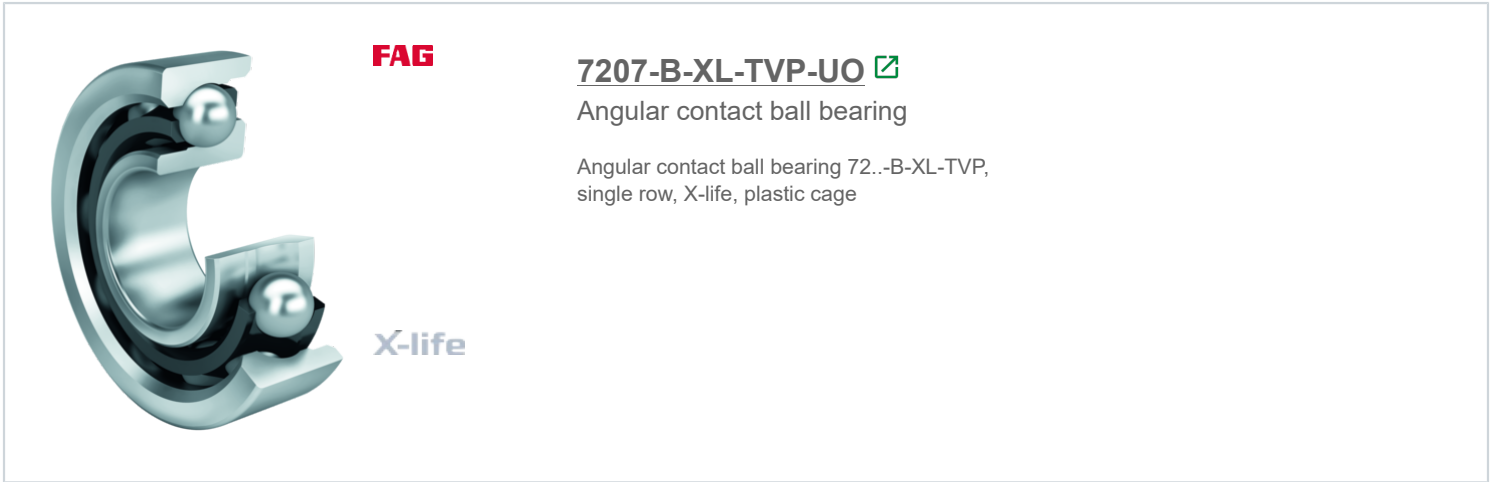 FAG
7207-B-XL-TVP-UO
Angular contact ball bearing
Angular contact ball bearing 72..-B-XL-TVP,
single row, X-life, plastic cage
X-life